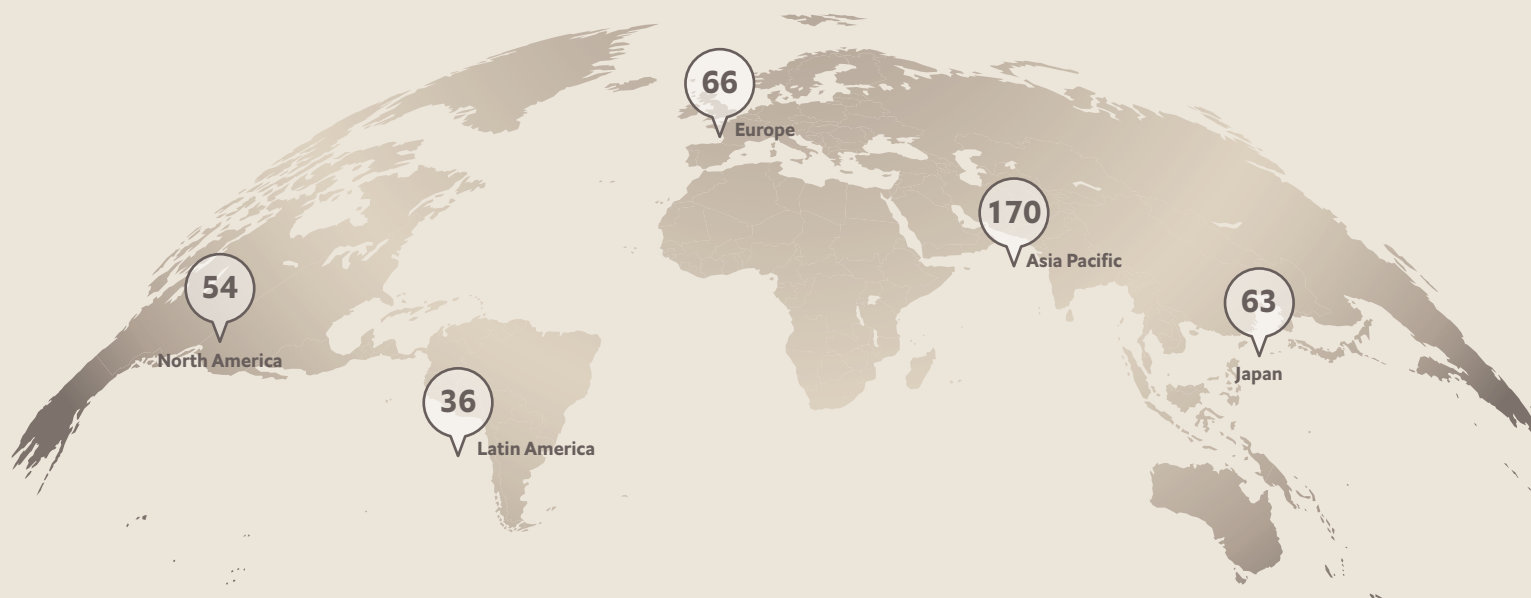 66
Europe
170
Asia Pacific
54
North America
63
Japan
36
Latin America